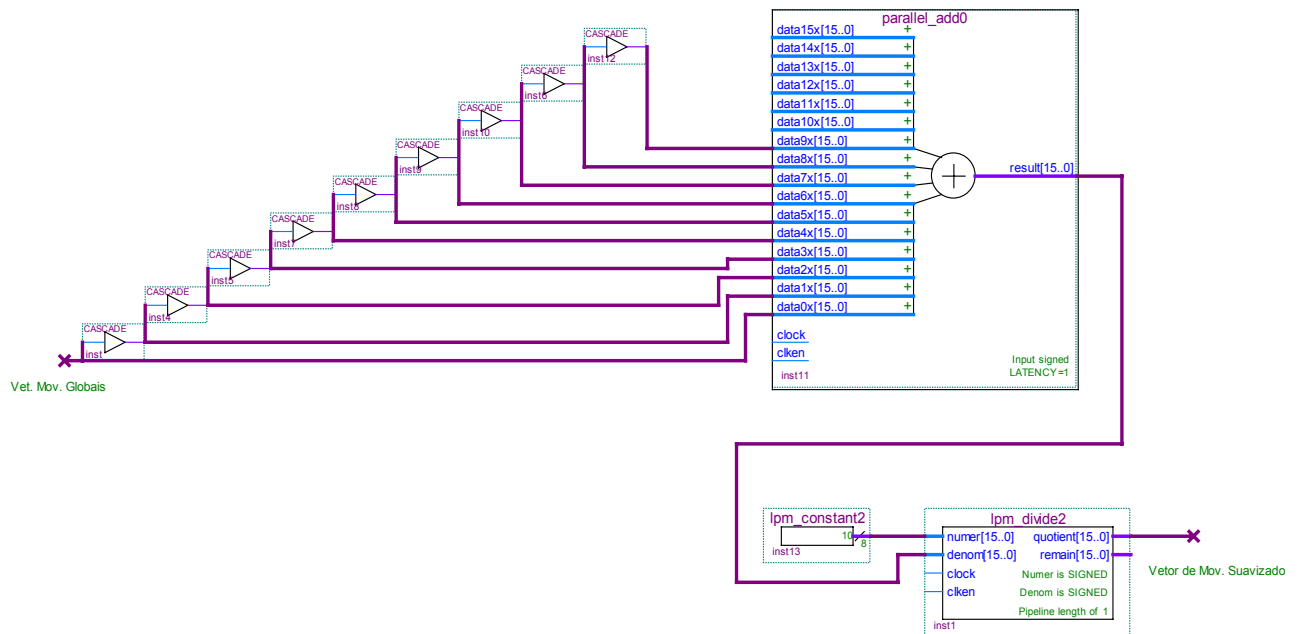 parallel_add0
data15x[15..0] +
data14x[15..0] +
data13x[15..0] +
data12x[15..0] +
data11x[15..0] +
data10x[15..0] +
data9x[15..0] +
data8x[15..0] +
data7x[15..0] +
data6x[15..0] +
data5x[15..0] +
data4x[15..0] +
data3x[15..0] +
data2x[15..0] +
data1x[15..0] +
data0x[15..0] +
result[15..0]
clock
clken
Input signed
LATENCY=1
inst11
CASCADE
inst12
CASCADE
inst6
CASCADE
inst10
CASCADE
inst9
CASCADE
inst8
CASCADE
inst7
CASCADE
inst5
CASCADE
inst4
CASCADE
inst
Vet. Mov. Globais
lpm_constant2
10
8
inst13
lpm_divide2
numer[15..0] quotient[15..0]
denom[15..0] remain[15..0]
clock Numer is SIGNED
clken Denom is SIGNED
Pipeline length of 1
inst1
Vetor de Mov. Suavizado